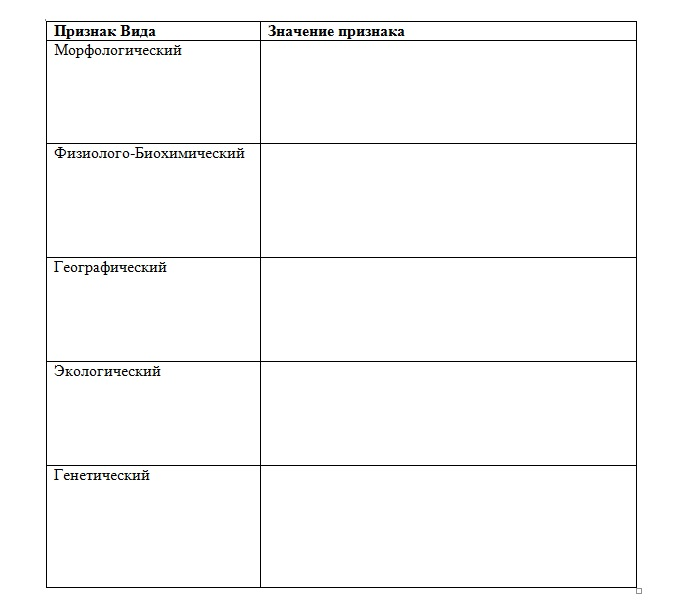 Признак Вида Значение признака
Морфологический
Физиолого-Биохимический
Географический
Экологический
Генетический